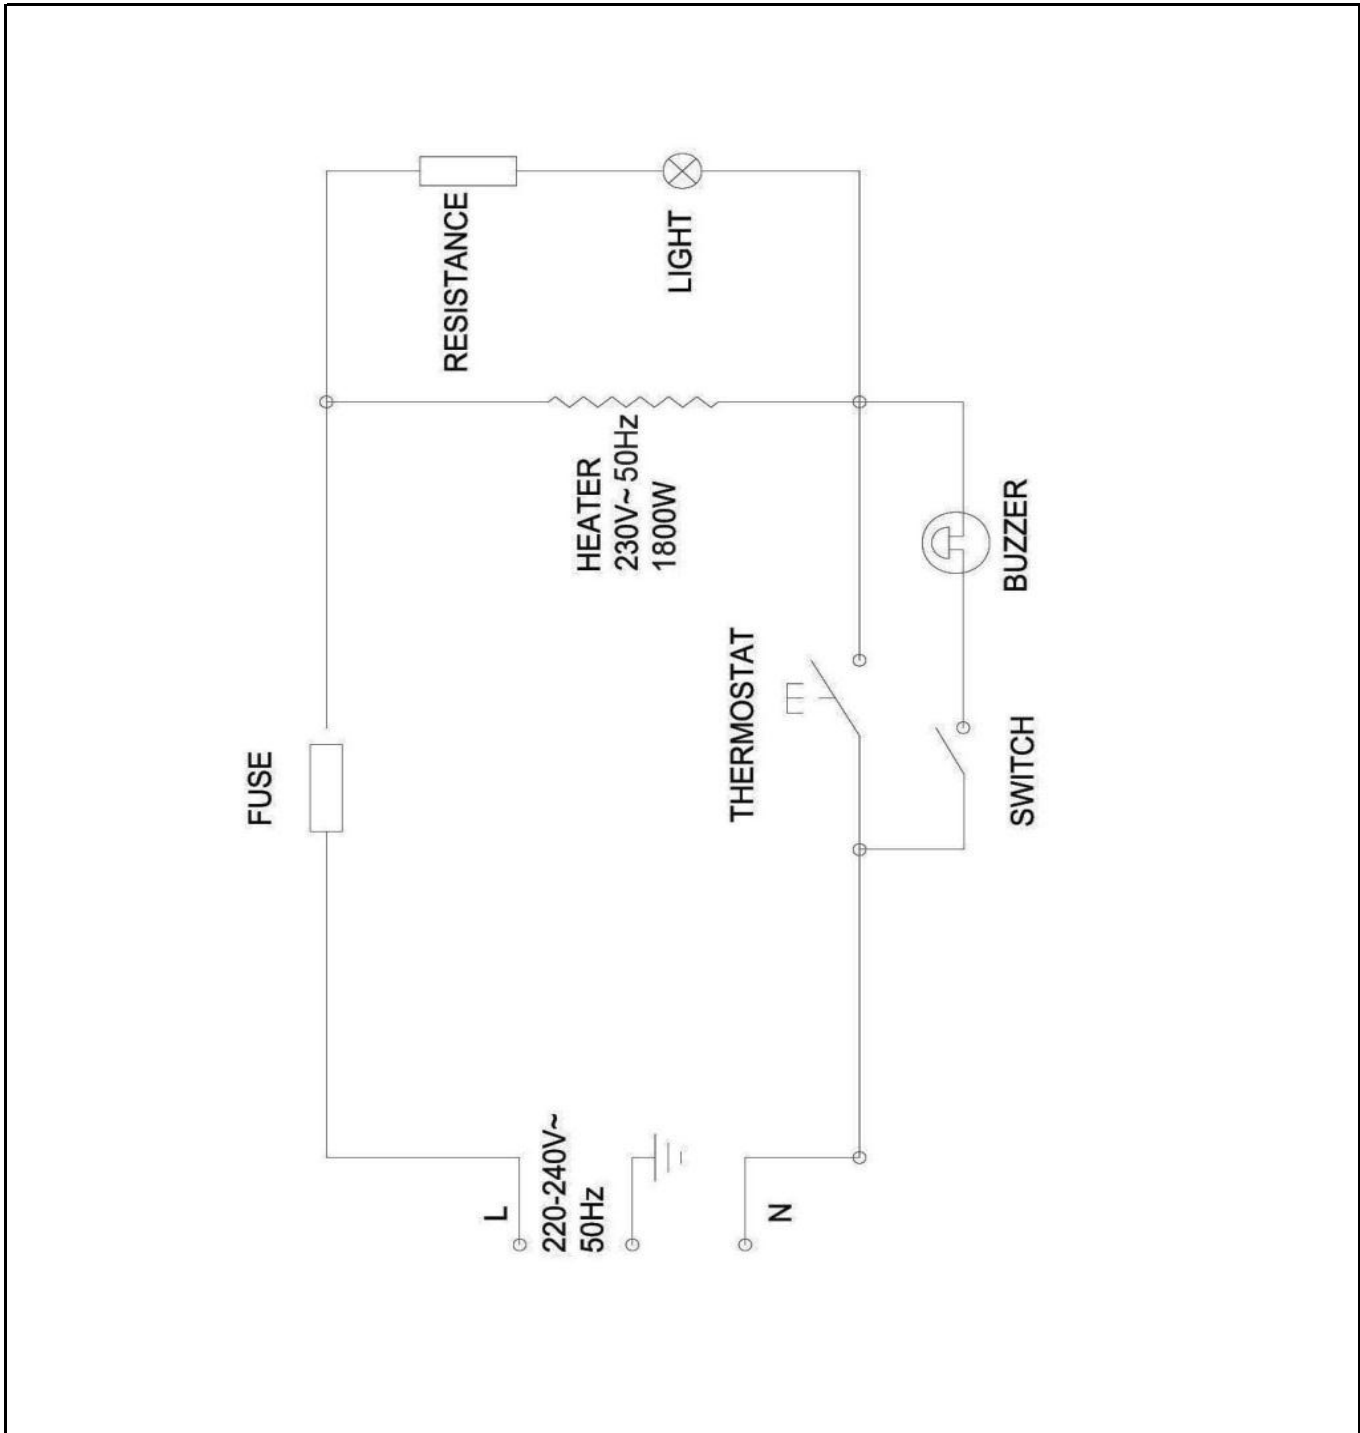 RESISTANCE
LIGHT
HEATER
230V~ 50Hz
1800W
BUZZER
THERMOSTAT
FUSE
SWITCH
L
220-240V~
50Hz
N